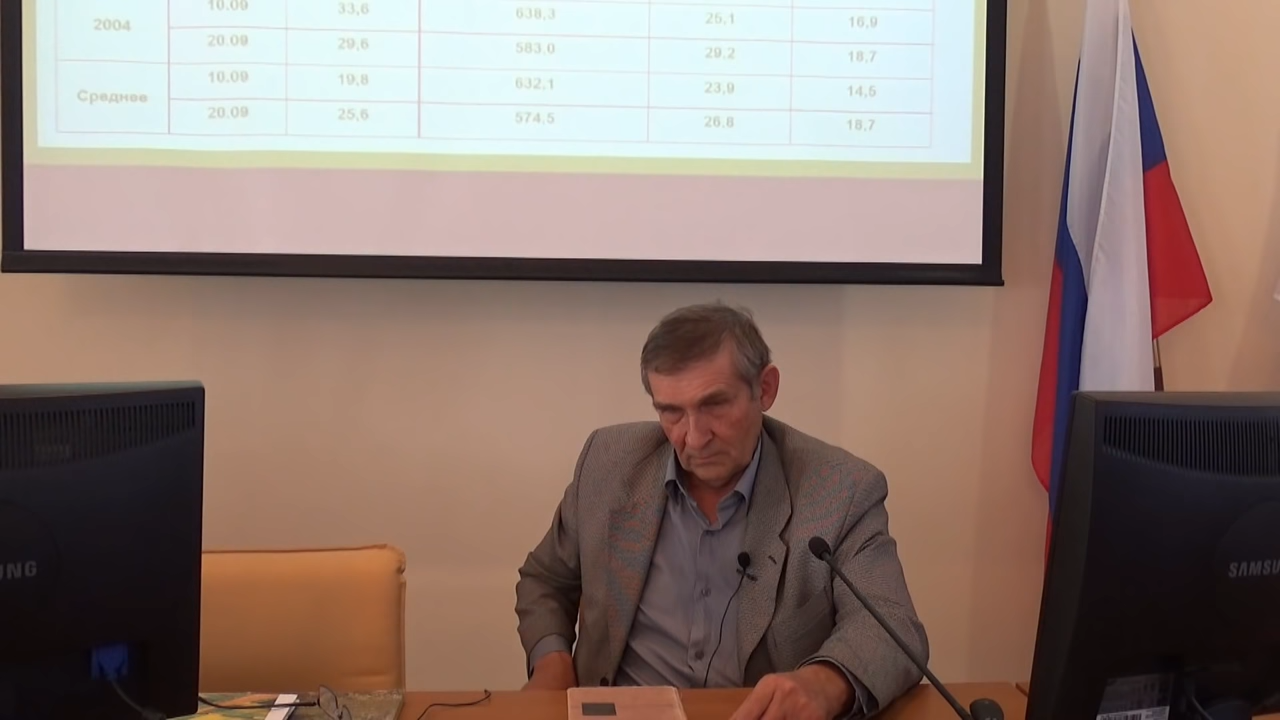 10.09 33,6 638,3 25,1 16,9
2004
20.09 29,6 583,0 29,2 18,7
Среднее
10.09 19,8 632,1 23,9 14,5
20.09 25,6 574,5 26,8 18,7